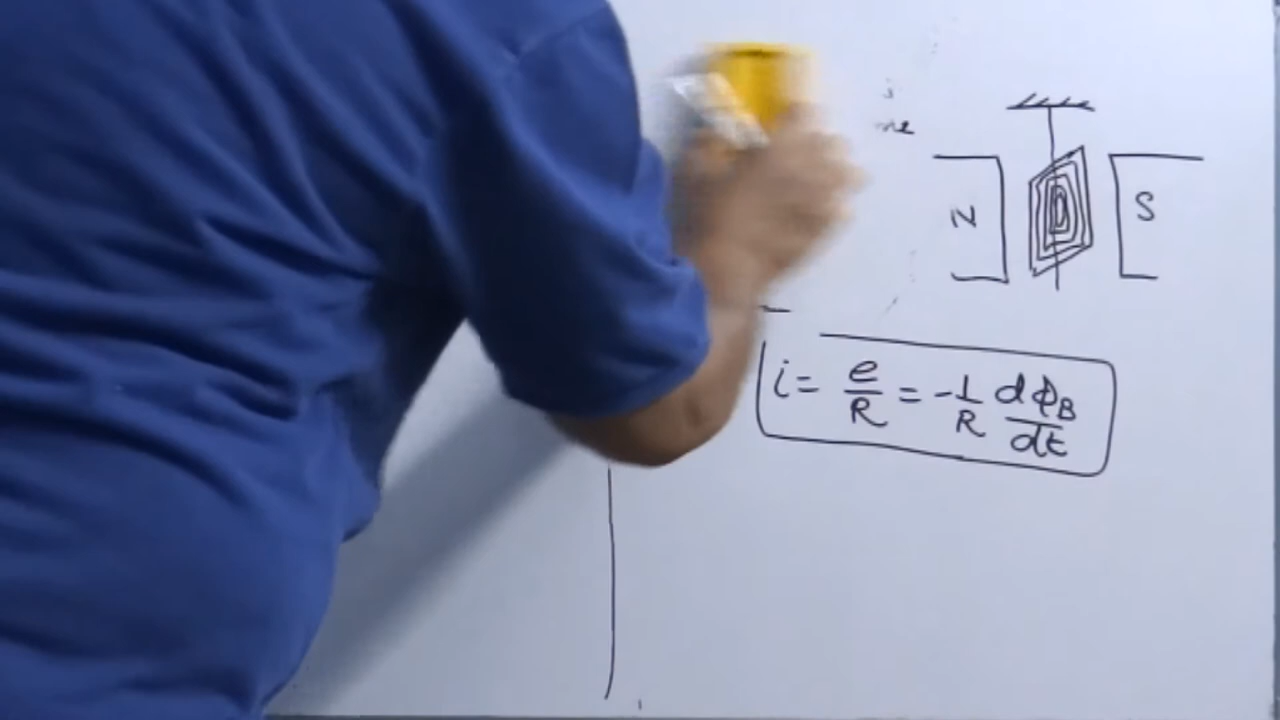 N S
i = e/R = -1/R dϕB/dt